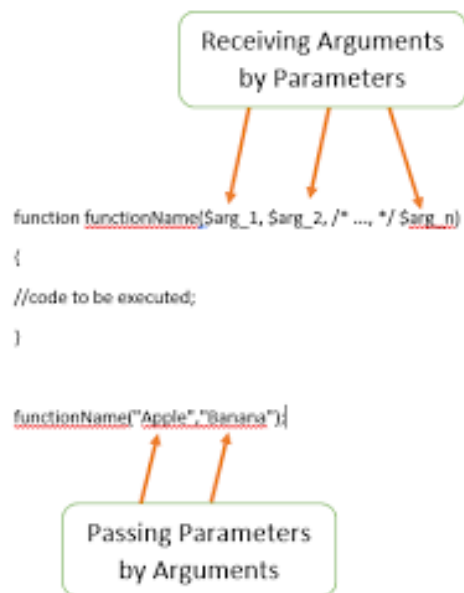 Receiving Arguments
by Parameters
function functionName($arg_1, $arg_2, /* ..., */ $arg_n)
{
//code to be executed;
}
functionName("Apple","Banana");
Passing Parameters
by Arguments